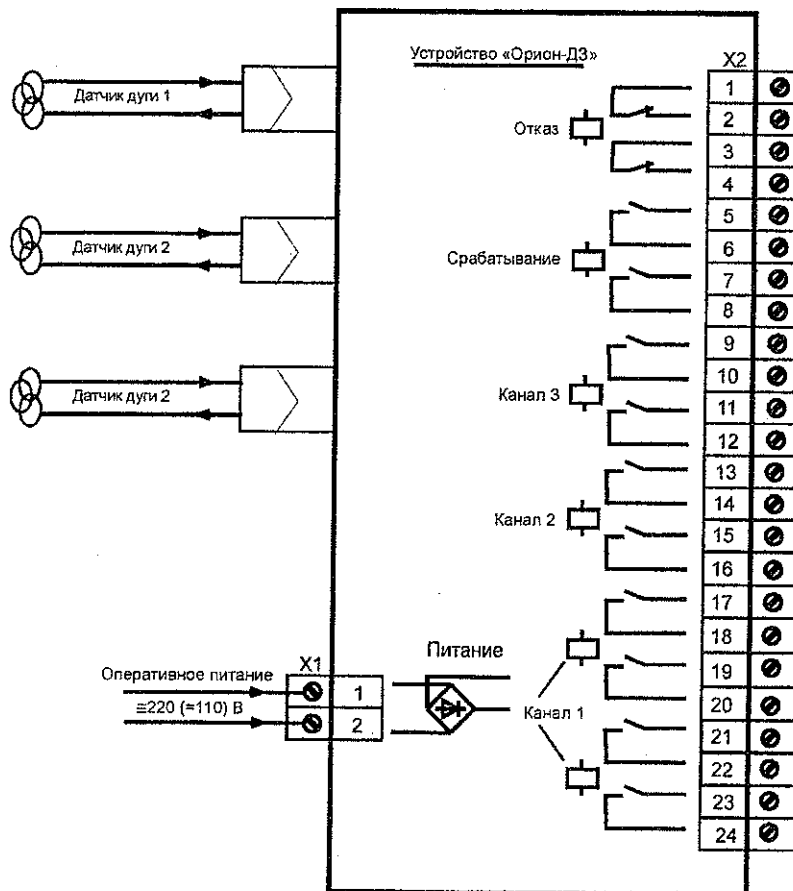 Устройство «Орион-ДЗ»
X2
Датчик дуги 1
Датчик дуги 2
Датчик дуги 2
Отказ
Срабатывание
Канал 3
Канал 2
Канал 1
1
2
3
4
5
6
7
8
9
10
11
12
13
14
15
16
17
18
19
20
21
22
23
24
Питание
X1
Оперативное питание
≅220 (=110) В
1
2